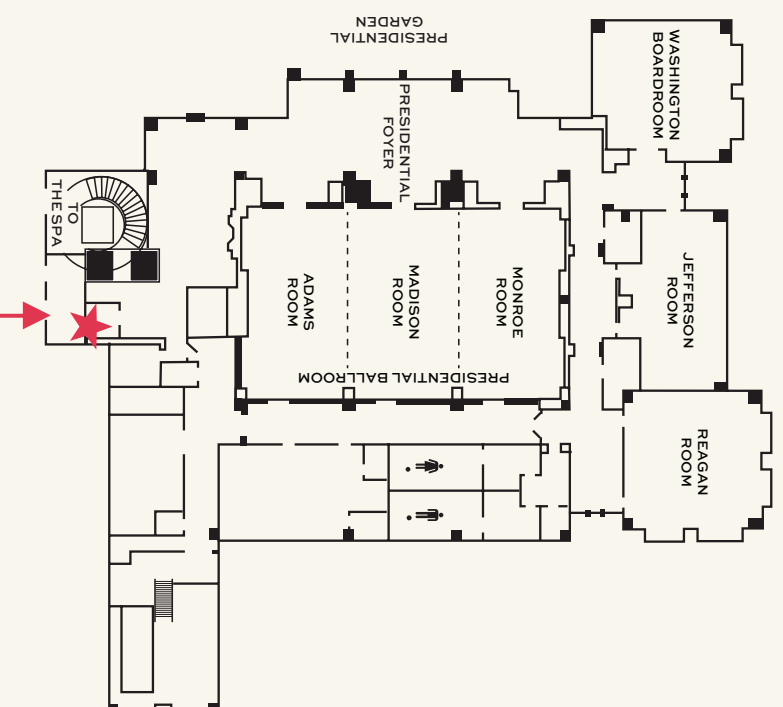 PRESIDENTIAL
GARDEN
WASHINGTON
BOARDROOM
PRESIDENTIAL
FOYER
TO
THE SPA
ADAMS
ROOM
MADISON
ROOM
MONROE
ROOM
JEFFERSON
ROOM
PRESIDENTIAL BALLROOM
REAGAN
ROOM